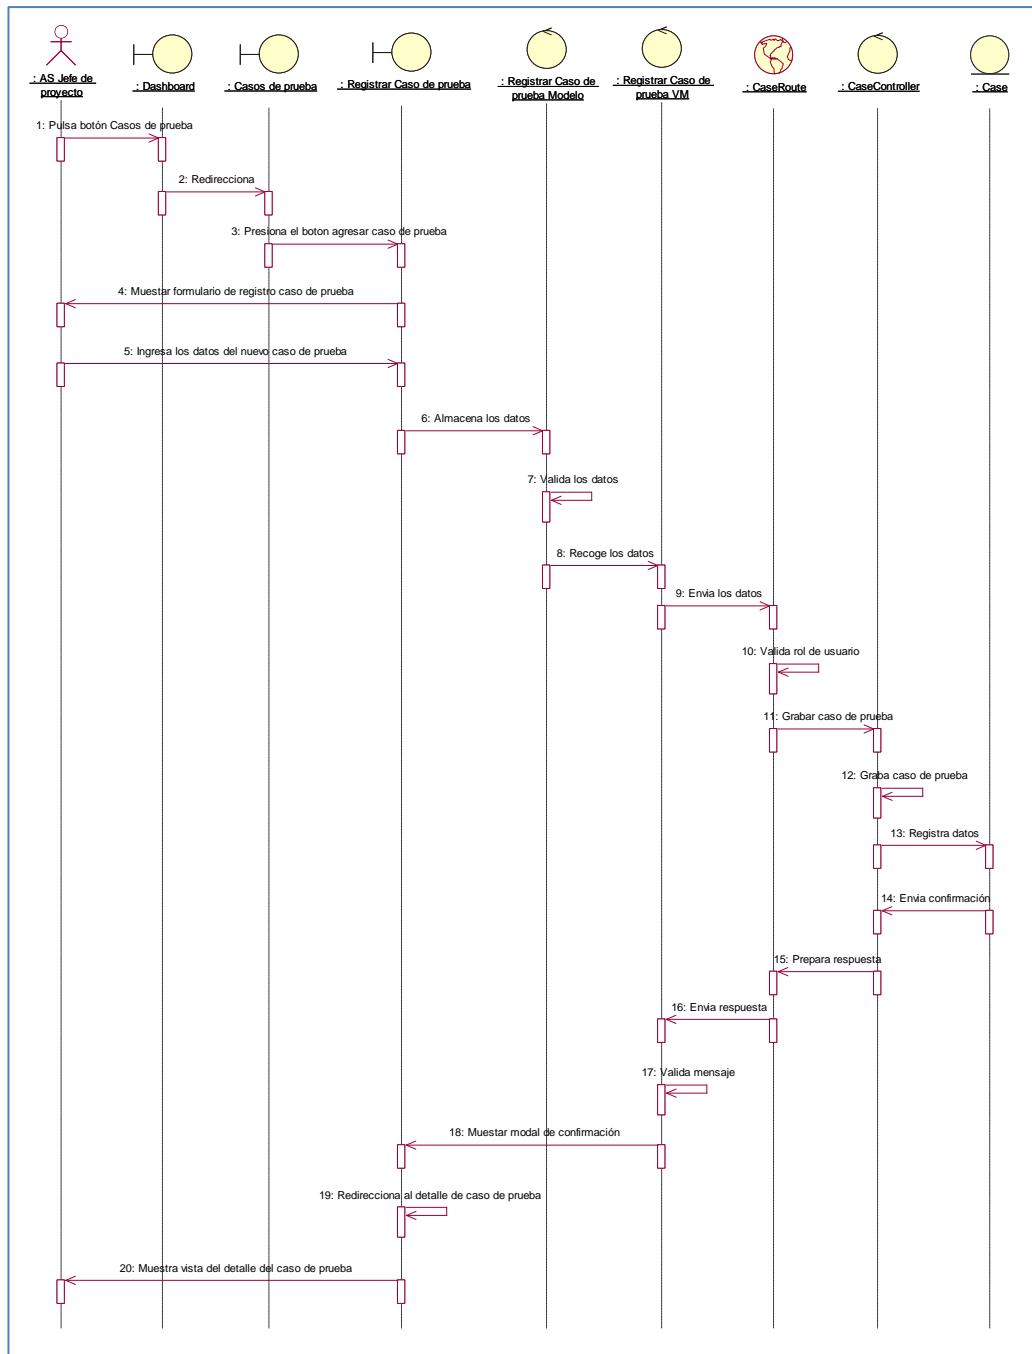 : AS Jefe de
proyecto
: Dashboard
: Casos de prueba
: Registrar Caso de prueba
: Registrar Caso de
prueba Modelo
: Registrar Caso de
prueba VM
: CaseRoute
: CaseController
: Case
1: Pulsa botón Casos de prueba
2: Redirecciona
3: Presiona el boton agresar caso de prueba
4: Muestar formulario de registro caso de prueba
5: Ingresa los datos del nuevo caso de prueba
6: Almacena los datos
7: Valida los datos
8: Recoge los datos
9: Envia los datos
10: Valida rol de usuario
11: Grabar caso de prueba
12: Graba caso de prueba
13: Registra datos
14: Envia confirmación
15: Prepara respuesta
16: Envia respuesta
17: Valida mensaje
18: Muestar modal de confirmación
19: Redirecciona al detalle de caso de prueba
20: Muestra vista del detalle del caso de prueba